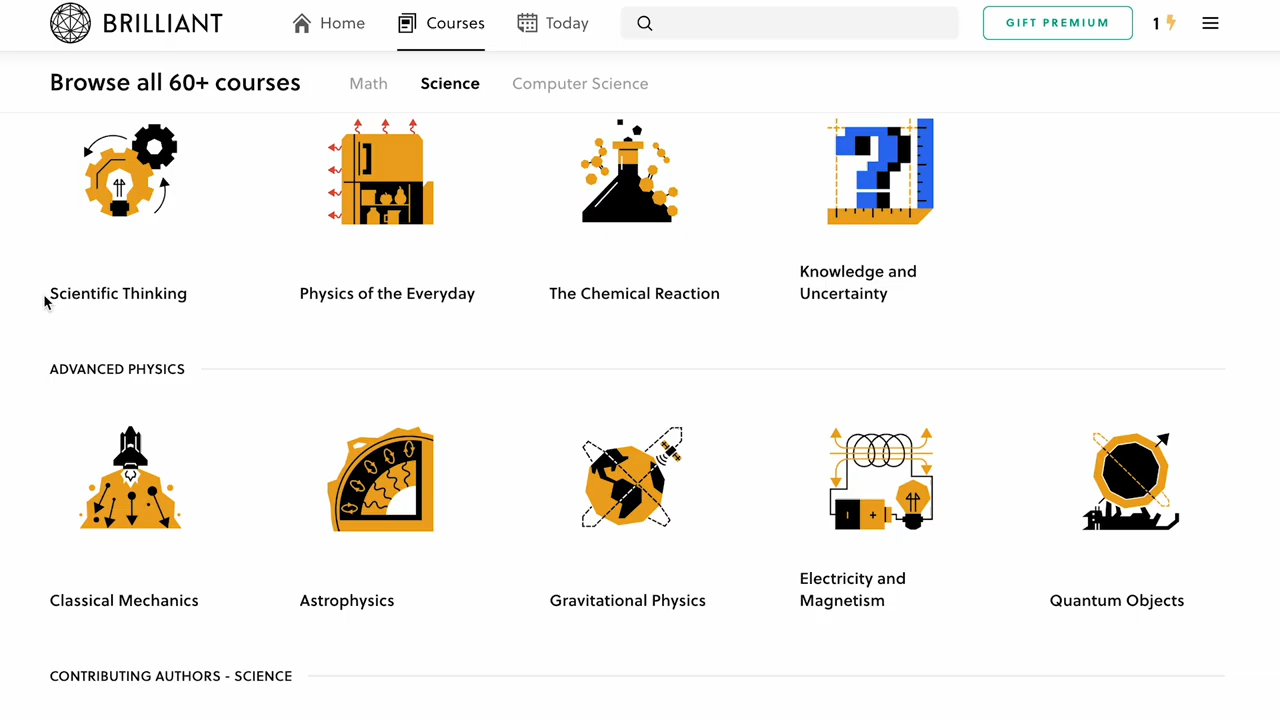 BRILLIANT
Home
Courses
Today
GIFT PREMIUM
1
Browse all 60+ courses
Math
Science
Computer Science
Scientific Thinking
Physics of the Everyday
The Chemical Reaction
Knowledge and
Uncertainty
ADVANCED PHYSICS
Classical Mechanics
Astrophysics
Gravitational Physics
Electricity and
Magnetism
Quantum Objects
CONTRIBUTING AUTHORS - SCIENCE